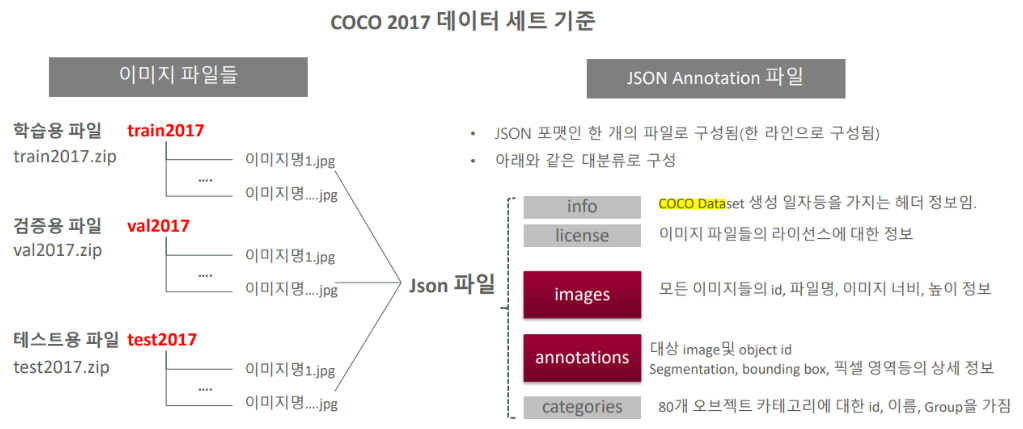 COCO 2017 데이터 세트 기준
이미지 파일들
학습용 파일 train2017
train2017.zip
이미지명1.jpg
....
이미지명....jpg
검증용 파일 val2017
val2017.zip
이미지명1.jpg
....
이미지명....jpg
테스트용 파일 test2017
test2017.zip
이미지명1.jpg
....
이미지명....jpg
Json 파일
JSON Annotation 파일
• JSON 포맷인 한 개의 파일로 구성됨(한 라인으로 구성됨)
• 아래와 같은 대분류로 구성
info COCO Dataset 생성 일자등을 가지는 헤더 정보임.
license 이미지 파일들의 라이선스에 대한 정보
images 모든 이미지들의 id, 파일명, 이미지 너비, 높이 정보
annotations 대상 image및 object id
Segmentation, bounding box, 픽셀 영역등의 상세 정보
categories 80개 오브젝트 카테고리에 대한 id, 이름, Group을 가짐